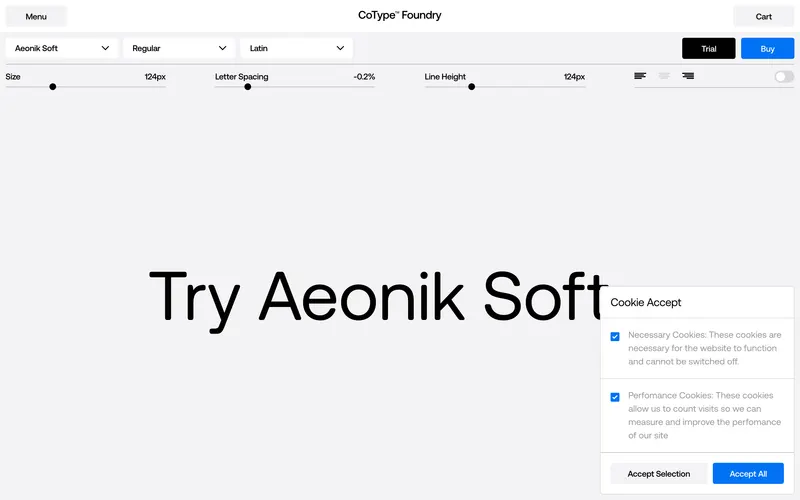 Menu
CoType™ Foundry
Cart
Aeonik Soft
Regular
Latin
Trial
Buy
Size
124px
Letter Spacing
-0.2%
Line Height
124px
Try Aeonik Soft
Cookie Accept
Necessary Cookies: These cookies are
necessary for the website to function
and cannot be switched off.
Perfomance Cookies: These cookies
allow us to count visits so we can
measure and improve the perfomance
of our site
Accept Selection
Accept All